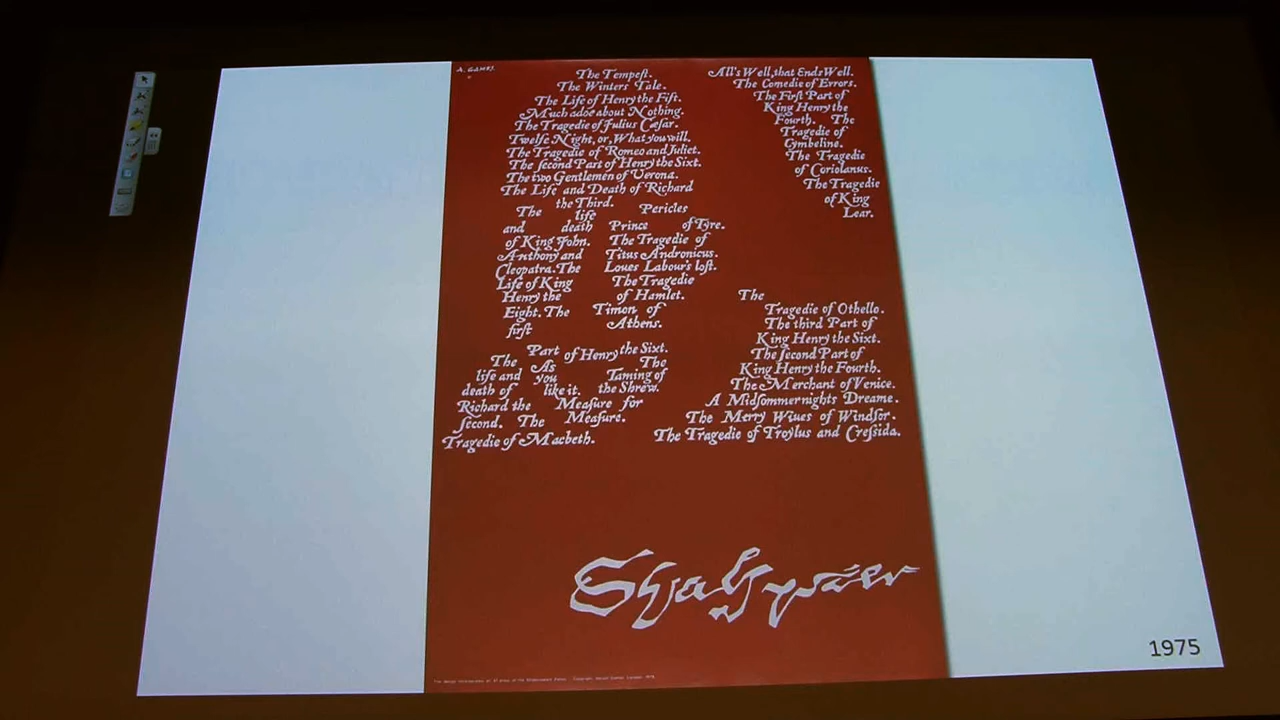 A. GAMES.
The Tempest.
The Winters Tale.
The Life of Henry the Fift.
Much adoe about Nothing.
The Tragedie of Julius Cæsar.
Twelfe Night, or, What you will.
The Tragedie of Romeo and Juliet.
The second Part of Henry the Sixt.
The two Gentlemen of Verona.
The Life and Death of Richard
the Third.
The life
and death
of King John.
Anthony and
Cleopatra. The
Life of King
Henry the
Eight. The
first
Pericles
Prince of Tyre.
The Tragedie of
Titus Andronicus.
Loues Labour's lost.
The Tragedie
of Hamlet.
Timon of
Athens.
Part of Henry the Sixt.
The
life and
death of
Richard the
second. The
Tragedie of Macbeth.
As
you
like it.
The
Taming of
the Shrew.
Measure for
Measure.
All's Well, that Ends Well.
The Comedie of Errors.
The First Part of
King Henry the
Fourth. The
Tragedie of
Cymbeline.
The Tragedie
of Coriolanus.
The Tragedie
of King
Lear.
The
Tragedie of Othello.
The third Part of
King Henry the Sixt.
The second Part of
King Henry the Fourth.
The Merchant of Venice.
A Midsommer nights Dreame.
The Merry Wiues of Windsor.
The Tragedie of Troylus and Cressida.
1975